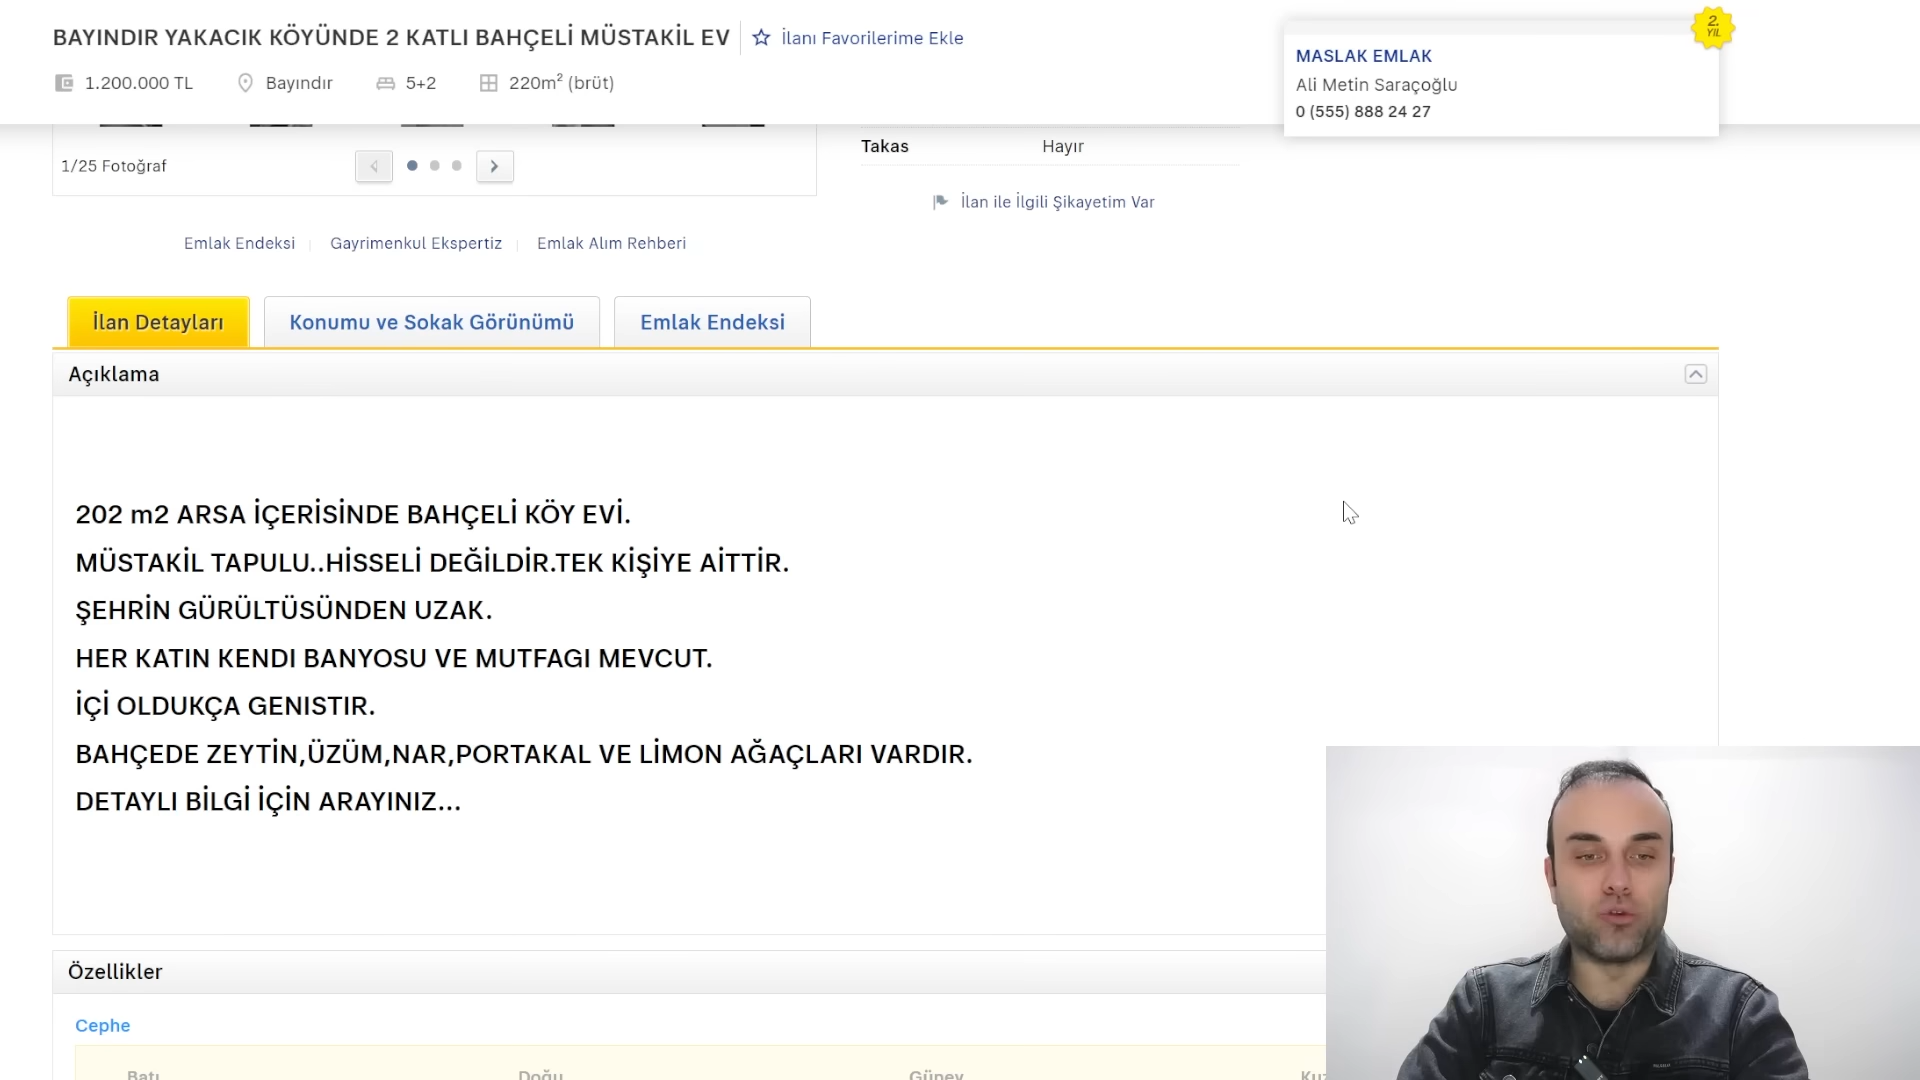 BAYINDIR YAKACIK KÖYÜNDE 2 KATLI BAHÇELİ MÜSTAKİL EV
İlanı Favorilerime Ekle
1.200.000 TL
Bayındır
5+2
220m² (brüt)
2.
YIL
MASLAK EMLAK
Ali Metin Saraçoğlu
0 (555) 888 24 27
1/25 Fotoğraf
Takas Hayır
İlan ile İlgili Şikayetim Var
Emlak Endeksi
Gayrimenkul Ekspertiz
Emlak Alım Rehberi
İlan Detayları
Konumu ve Sokak Görünümü
Emlak Endeksi
Açıklama
202 m2 ARSA İÇERİSİNDE BAHÇELİ KÖY EVİ.
MÜSTAKİL TAPULU..HİSSELİ DEĞİLDİR.TEK KİŞİYE AİTTİR.
ŞEHRİN GÜRÜLTÜSÜNDEN UZAK.
HER KATIN KENDI BANYOSU VE MUTFAGI MEVCUT.
İÇİ OLDUKÇA GENISTIR.
BAHÇEDE ZEYTİN,ÜZÜM,NAR,PORTAKAL VE LİMON AĞAÇLARI VARDIR.
DETAYLI BİLGİ İÇİN ARAYINIZ...
Özellikler
Cephe
Batı
Doğu
Güney